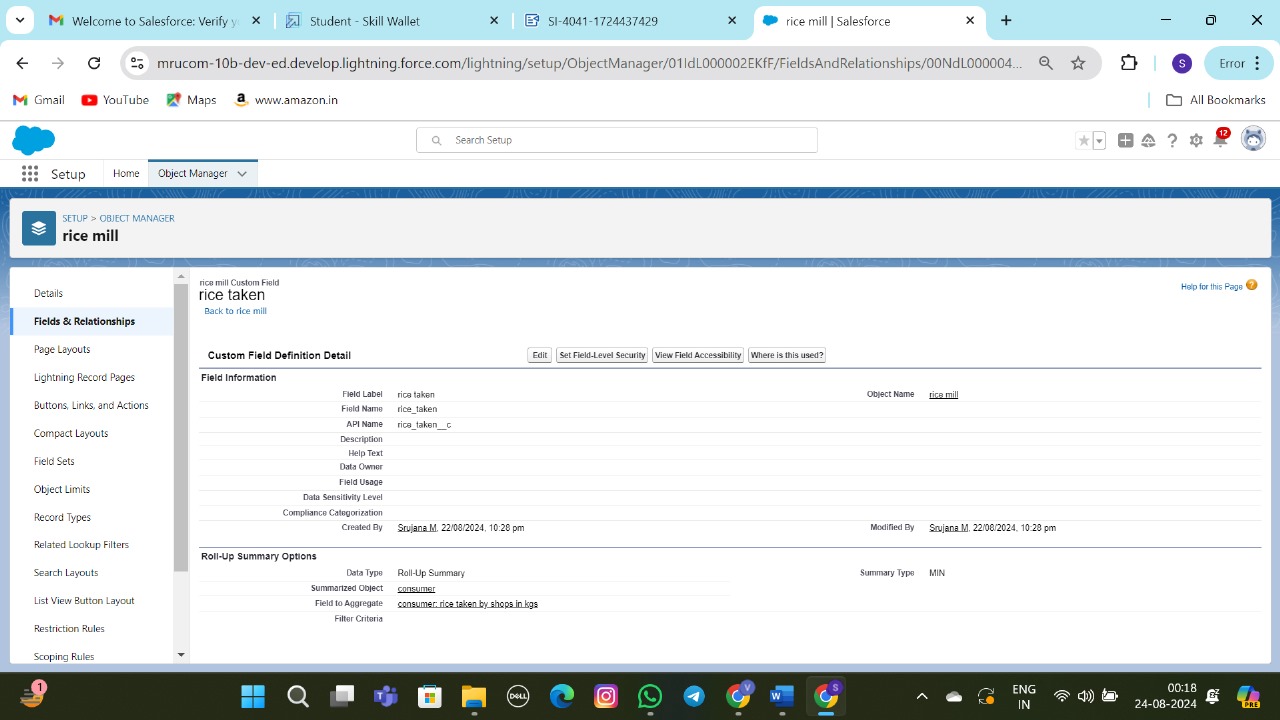 Welcome to Salesforce: Verify y
Student - Skill Wallet
SI-4041-1724437429
rice mill | Salesforce
mrucom-10b-dev-ed.develop.lightning.force.com/lightning/setup/ObjectManager/01IdL000002EKfF/FieldsAndRelationships/00NdL000004...
S
Error
Gmail
YouTube
Maps
www.amazon.in
All Bookmarks
Search Setup
12
Setup
Home
Object Manager
SETUP > OBJECT MANAGER
rice mill
Details
Fields & Relationships
Page Layouts
Lightning Record Pages
Buttons, Links, and Actions
Compact Layouts
Field Sets
Object Limits
Record Types
Related Lookup Filters
Search Layouts
List View Button Layout
Restriction Rules
Scoping Rules
rice mill Custom Field
rice taken
Back to rice mill
Help for this Page
Custom Field Definition Detail
Edit
Set Field-Level Security
View Field Accessibility
Where is this used?
Field Information
Field Label rice taken
Object Name rice mill
Field Name rice_taken
API Name rice_taken__c
Description
Help Text
Data Owner
Field Usage
Data Sensitivity Level
Compliance Categorization
Created By Srujana M, 22/08/2024, 10:28 pm
Modified By Srujana M, 22/08/2024, 10:28 pm
Roll-Up Summary Options
Data Type Roll-Up Summary
Summary Type MIN
Summarized Object consumer
Field to Aggregate consumer: rice taken by shops in kgs
Filter Criteria
1
DELL
V
S
ENG
IN
00:18
24-08-2024
PRE